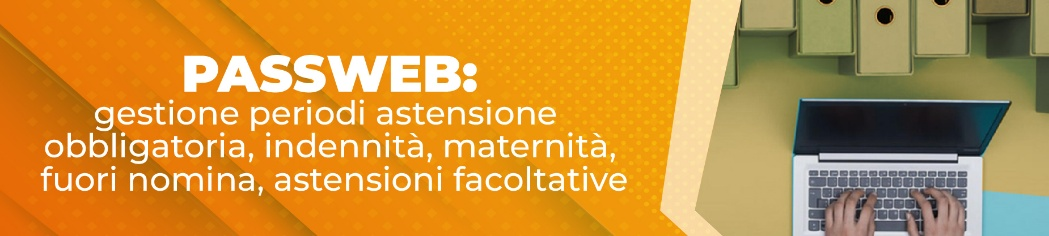 PASSWEB:
gestione periodi astensione
obbligatoria, indennità, maternità,
fuori nomina, astensioni facoltative